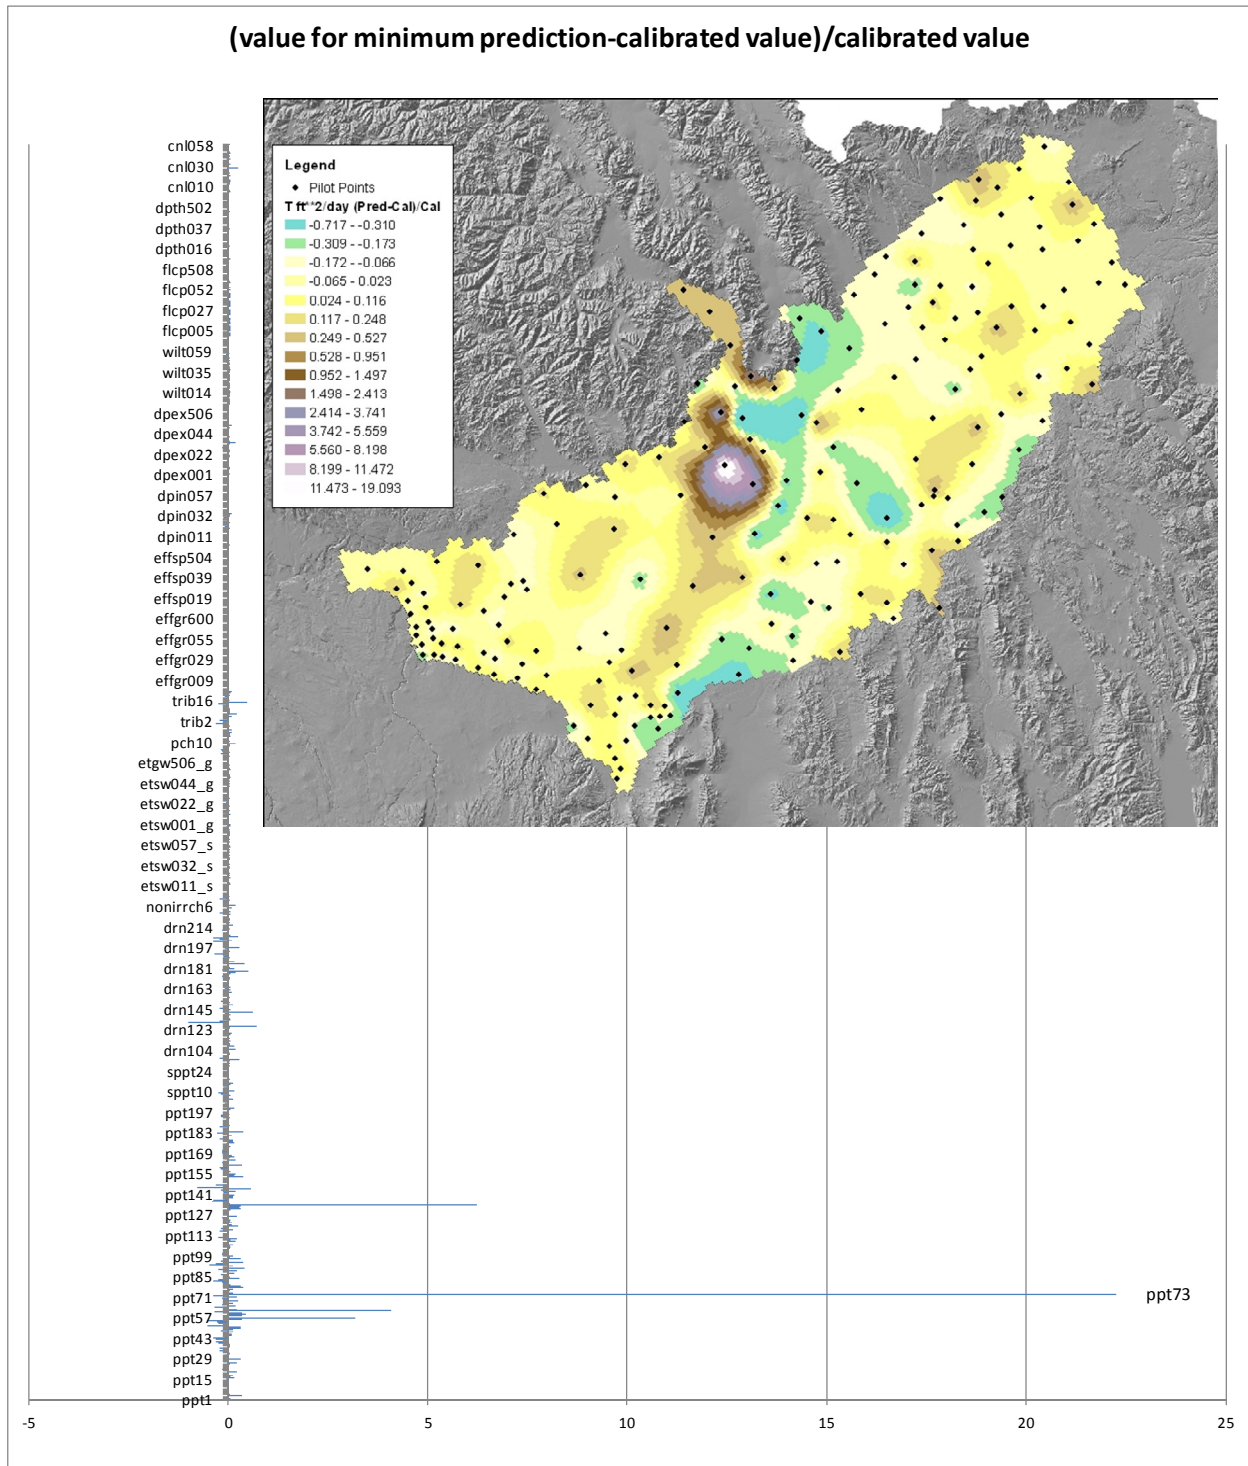 (value for minimum prediction-calibrated value)/calibrated value
Legend
Pilot Points
T ft**2/day (Pred-Cal)/Cal
-0.717 - -0.310
-0.309 - -0.173
-0.172 - -0.066
-0.065 - 0.023
0.024 - 0.116
0.117 - 0.248
0.249 - 0.527
0.528 - 0.951
0.952 - 1.497
1.498 - 2.413
2.414 - 3.741
3.742 - 5.559
5.560 - 8.198
8.199 - 11.472
11.473 - 19.093
cnl058
cnl030
cnl010
dpth502
dpth037
dpth016
flcp508
flcp052
flcp027
flcp005
wilt059
wilt035
wilt014
dpex506
dpex044
dpex022
dpex001
dpin057
dpin032
dpin011
effsp504
effsp039
effsp019
effgr600
effgr055
effgr029
effgr009
trib16
trib2
pch10
etgw506_g
etsw044_g
etsw022_g
etsw001_g
etsw057_s
etsw032_s
etsw011_s
nonirrch6
drn214
drn197
drn181
drn163
drn145
drn123
drn104
sppt24
sppt10
ppt197
ppt183
ppt169
ppt155
ppt141
ppt127
ppt113
ppt99
ppt85
ppt71
ppt57
ppt43
ppt29
ppt15
ppt1
ppt73
-5 0 5 10 15 20 25